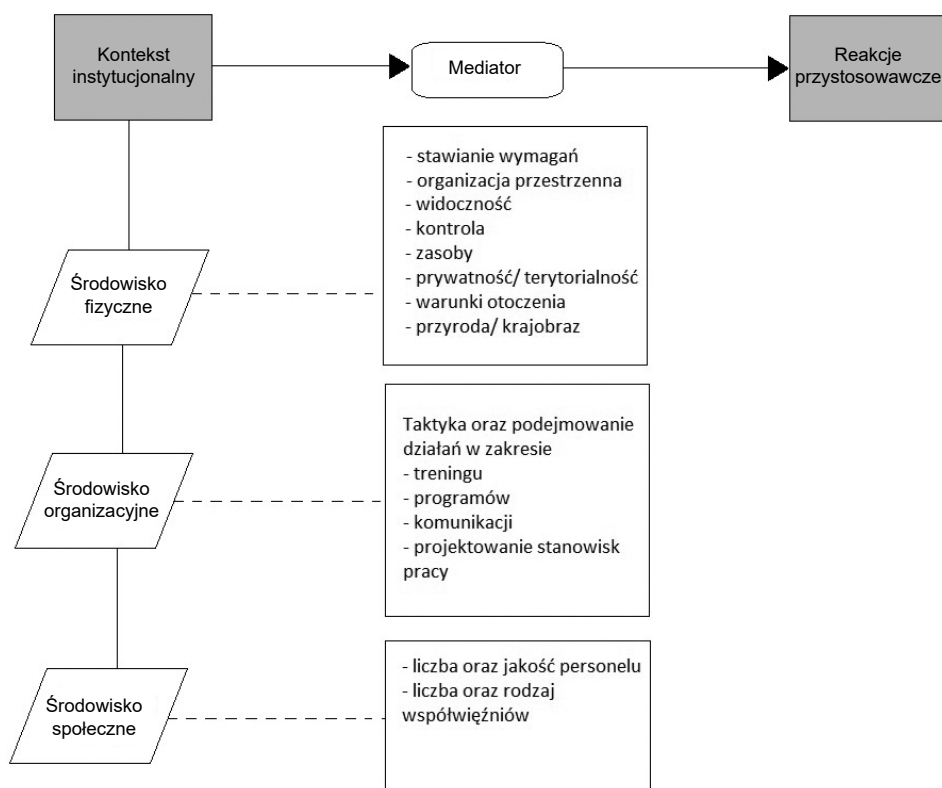 Kontekst
instytucjonalny
Mediator
Reakcje
przystosowawcze
- stawianie wymagań
- organizacja przestrzenna
- widoczność
- kontrola
- zasoby
- prywatność/ terytorialność
- warunki otoczenia
- przyroda/ krajobraz
Środowisko
fizyczne
Taktyka oraz podejmowanie
działań w zakresie
- treningu
- programów
- komunikacji
- projektowanie stanowisk
pracy
Środowisko
organizacyjne
- liczba oraz jakość personelu
- liczba oraz rodzaj
współwięźniów
Środowisko
społeczne